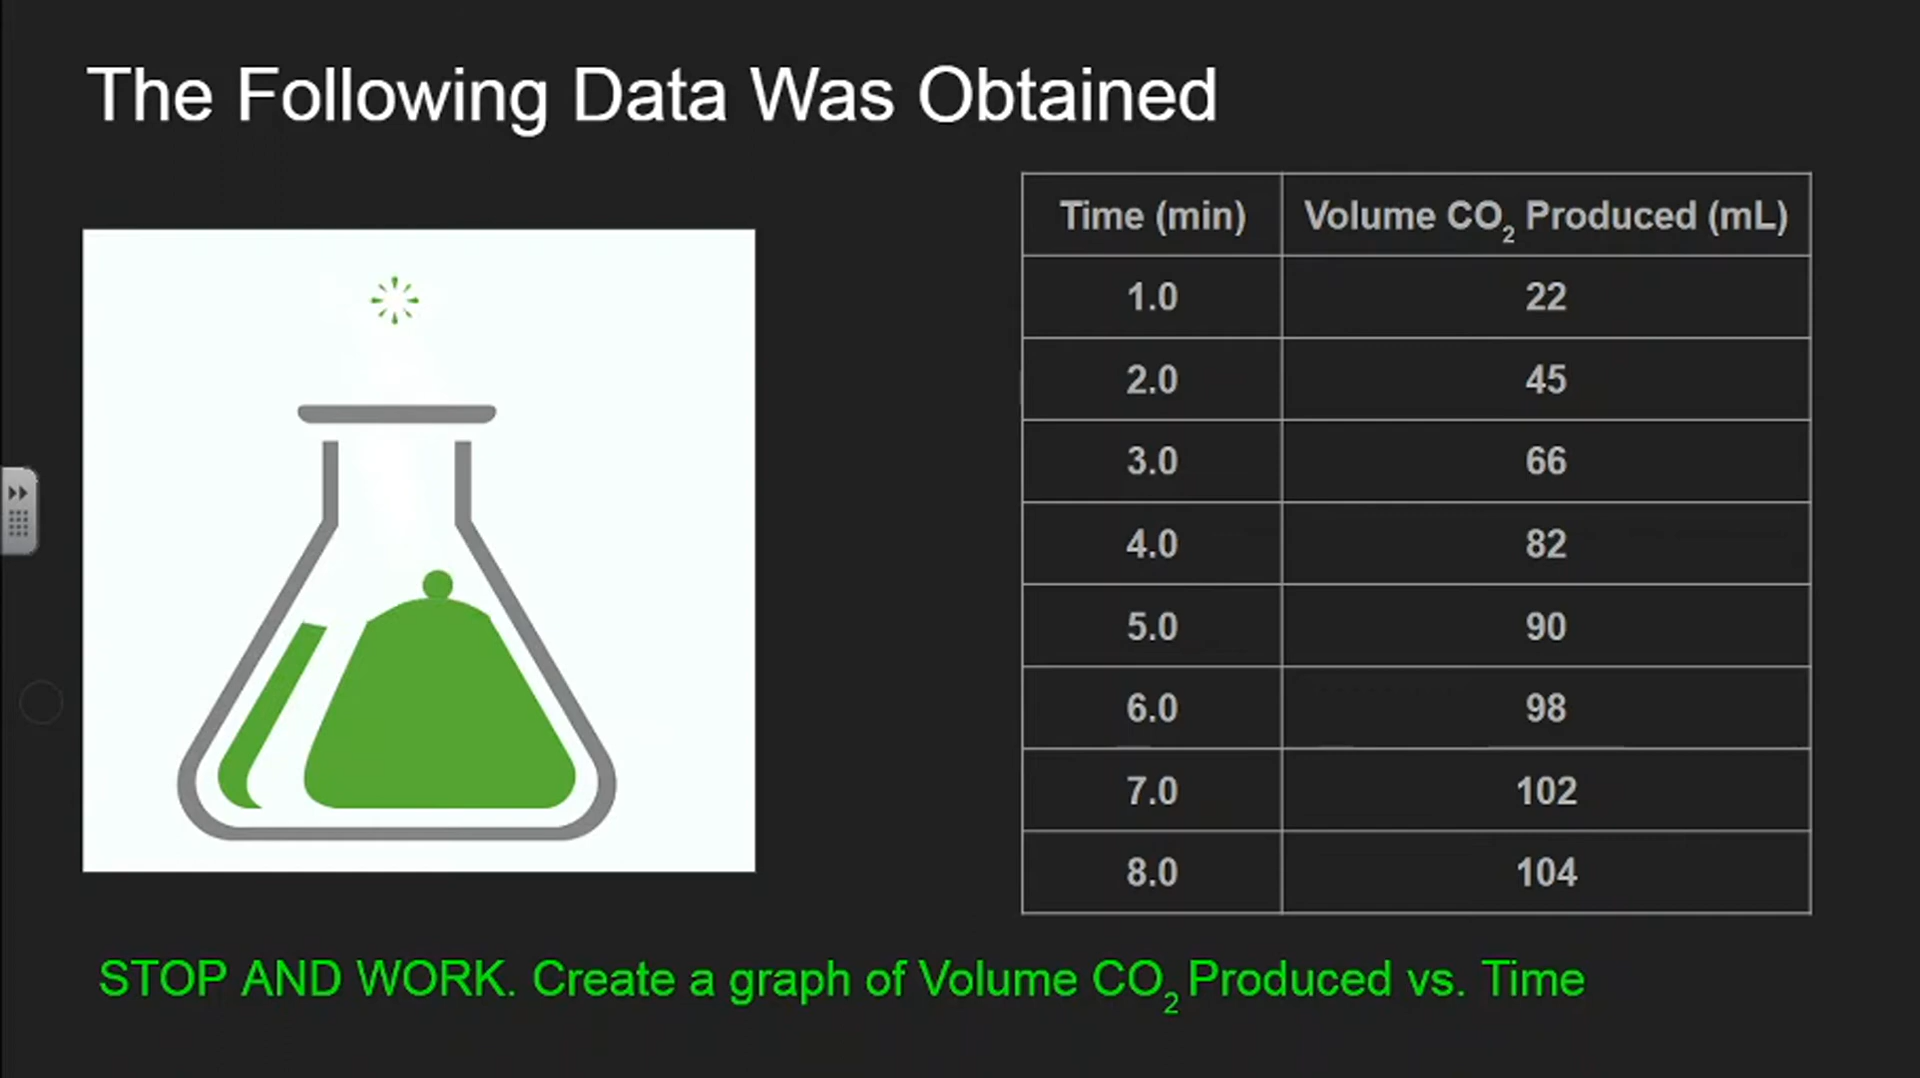 The Following Data Was Obtained
Time (min) Volume CO₂ Produced (mL)
1.0 22
2.0 45
3.0 66
4.0 82
5.0 90
6.0 98
7.0 102
8.0 104
STOP AND WORK. Create a graph of Volume CO₂ Produced vs. Time